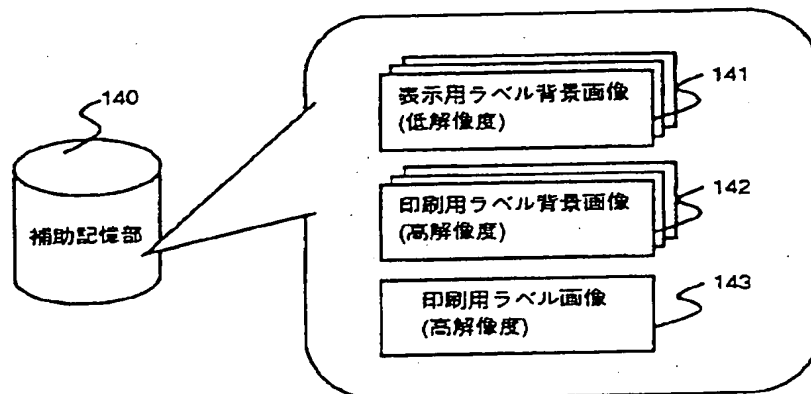 140
補助記憶部
表示用ラベル背景画像
(低解像度)
141
印刷用ラベル背景画像
(高解像度)
142
印刷用ラベル画像
(高解像度)
143